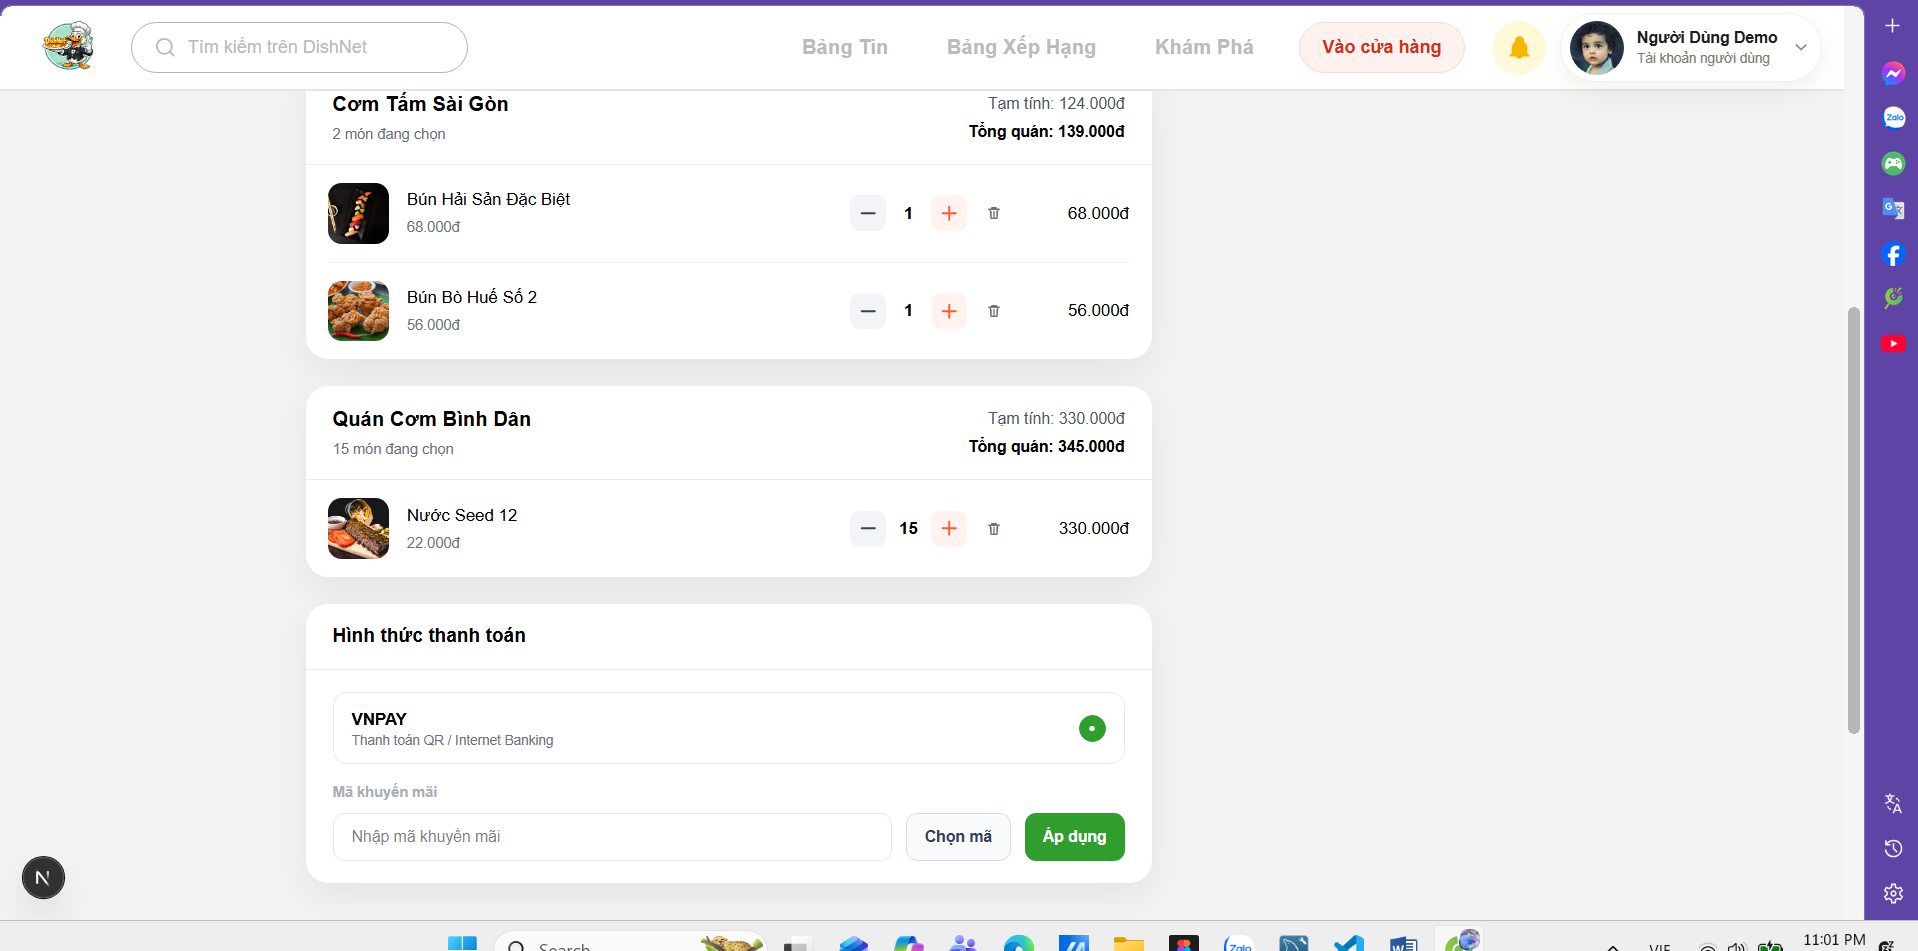 Tìm kiếm trên DishNet
Bảng Tin
Bảng Xếp Hạng
Khám Phá
Vào cửa hàng
Người Dùng Demo
Tài khoản người dùng
Cơm Tấm Sài Gòn
Tạm tính: 124.000đ
2 món đang chọn
Tổng quán: 139.000đ
Bún Hải Sản Đặc Biệt
68.000đ
1
68.000đ
Bún Bò Huế Số 2
56.000đ
1
56.000đ
Quán Cơm Bình Dân
Tạm tính: 330.000đ
15 món đang chọn
Tổng quán: 345.000đ
Nước Seed 12
22.000đ
15
330.000đ
Hình thức thanh toán
VNPAY
Thanh toán QR / Internet Banking
Mã khuyến mãi
Nhập mã khuyến mãi
Chọn mã
Áp dụng
N
Zalo
Search
Zalo
VIE
11:01 PM